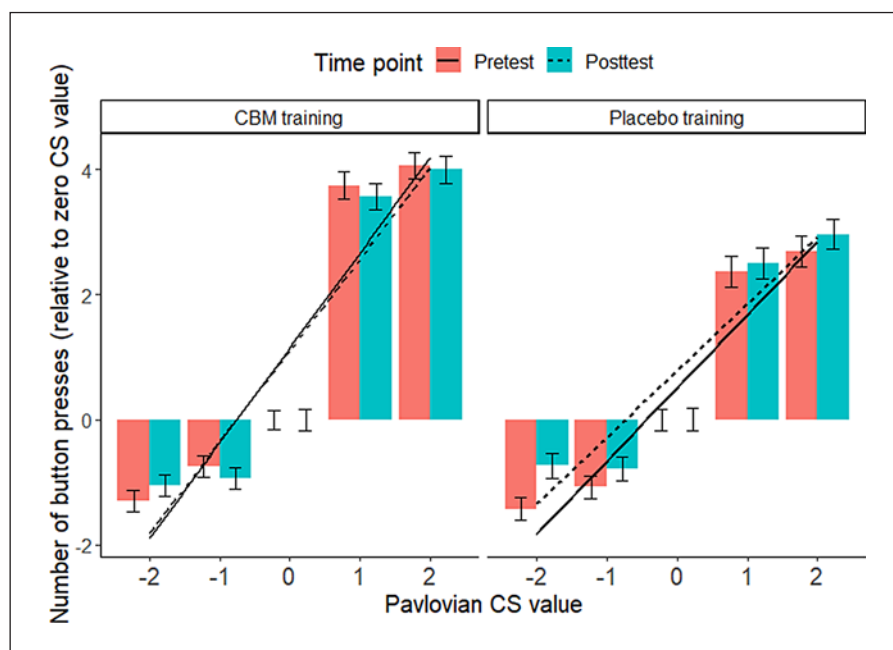 Time point Pretest Posttest
CBM training Placebo training
Number of button presses (relative to zero CS value)
4
2
0
-2
-2 -1 0 1 2 -2 -1 0 1 2
Pavlovian CS value